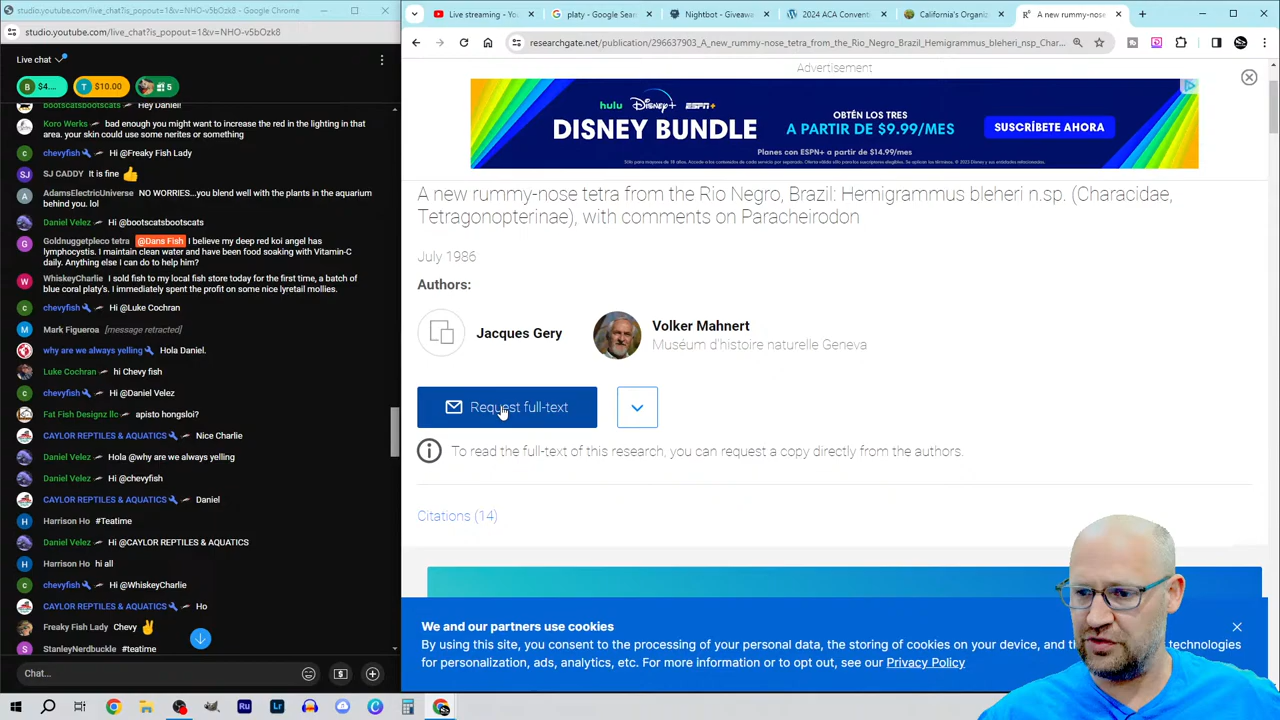 studio.youtube.com/live_chat?is_popout=1&v=NHO-v5bOzk8 - Google Chrome
studio.youtube.com/live_chat?is_popout=1&v=NHO-v5bOzk8
Live chat
$4...
$10.00
5
bootscatsbootscats Hey Daniel!
Koro Werks bad enough you might want to increase the red in the lighting in that
area. your skin could use some nerites or something
chevyfish Hi @Freaky Fish Lady
SJ CADDY It is fine
AdamsElectricUniverse NO WORRIES...you blend well with the plants in the aquarium
behind you. lol
Daniel Velez Hi @bootscatsbootscats
Goldnuggetpleco tetra @Dans Fish I believe my deep red koi angel has
lymphocystis. I maintain clean water and have been food soaking with Vitamin-C
daily. Anything else I can do to help him?
WhiskeyCharlie I sold fish to my local fish store today for the first time, a batch of
blue coral platy's. I immediately spent the profit on some nice lyretail mollies.
chevyfish Hi @Luke Cochran
Mark Figueroa [message retracted]
why are we always yelling Hola Daniel.
Luke Cochran hi Chevy fish
chevyfish Hi @Daniel Velez
Fat Fish Designz llc apisto hongsloi?
CAYLOR REPTILES & AQUATICS Nice Charlie
Daniel Velez Hola @why are we always yelling
Daniel Velez Hi @chevyfish
CAYLOR REPTILES & AQUATICS Daniel
Harrison Ho #Teatime
Daniel Velez Hi @CAYLOR REPTILES & AQUATICS
Harrison Ho hi all
chevyfish Hi @WhiskeyCharlie
CAYLOR REPTILES & AQUATICS Ho
Freaky Fish Lady Chevy
StanleyNerdbuckle #teatime
Chat...
Live streaming - You
platy - Google Sear
Nightbot - Giveawa
2024 ACA Conventi
California's Organiz
A new rummy-nose
researchgate.net/publication/296637903_A_new_rummy-nose_tetra_from_the_Rio_Negro_Brazil_Hemigrammus_bleheri_nsp_Char...
Advertisement
hulu Disney+ ESPN+
DISNEY BUNDLE
OBTÉN LOS TRES
A PARTIR DE $9.99/MES
Planes con ESPN+ a partir de $14.99/mes
SUSCRÍBETE AHORA
A new rummy-nose tetra from the Rio Negro, Brazil: Hemigrammus bleheri n.sp. (Characidae,
Tetragonopterinae), with comments on Paracheirodon
July 1986
Authors:
Jacques Gery
Volker Mahnert
Muséum d'histoire naturelle Geneva
Request full-text
To read the full-text of this research, you can request a copy directly from the authors.
Citations (14)
We and our partners use cookies
By using this site, you consent to the processing of your personal data, the storing of cookies on your device, and technologies
for personalization, ads, analytics, etc. For more information or to opt out, see our Privacy Policy